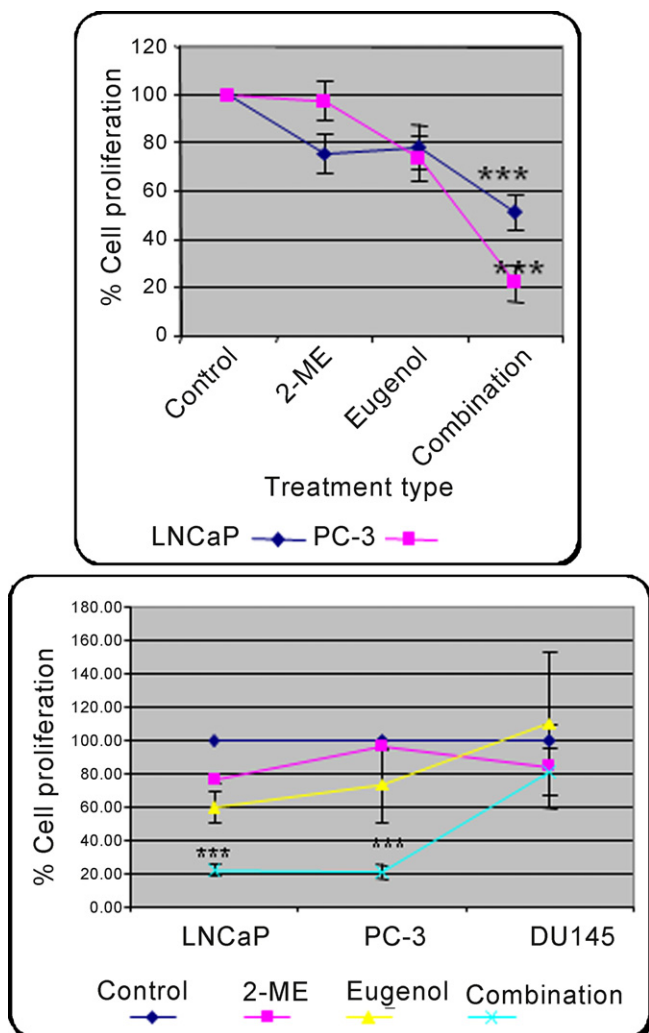 120
100
80
60
40
20
0
% Cell proliferation
***
***
Control
2-ME
Eugenol
Combination
Treatment type
LNCaP PC-3
180.00
160.00
140.00
120.00
100.00
80.00
60.00
40.00
20.00
0.00
% Cell proliferation
***
***
LNCaP PC-3 DU145
Control 2-ME Eugenol Combination